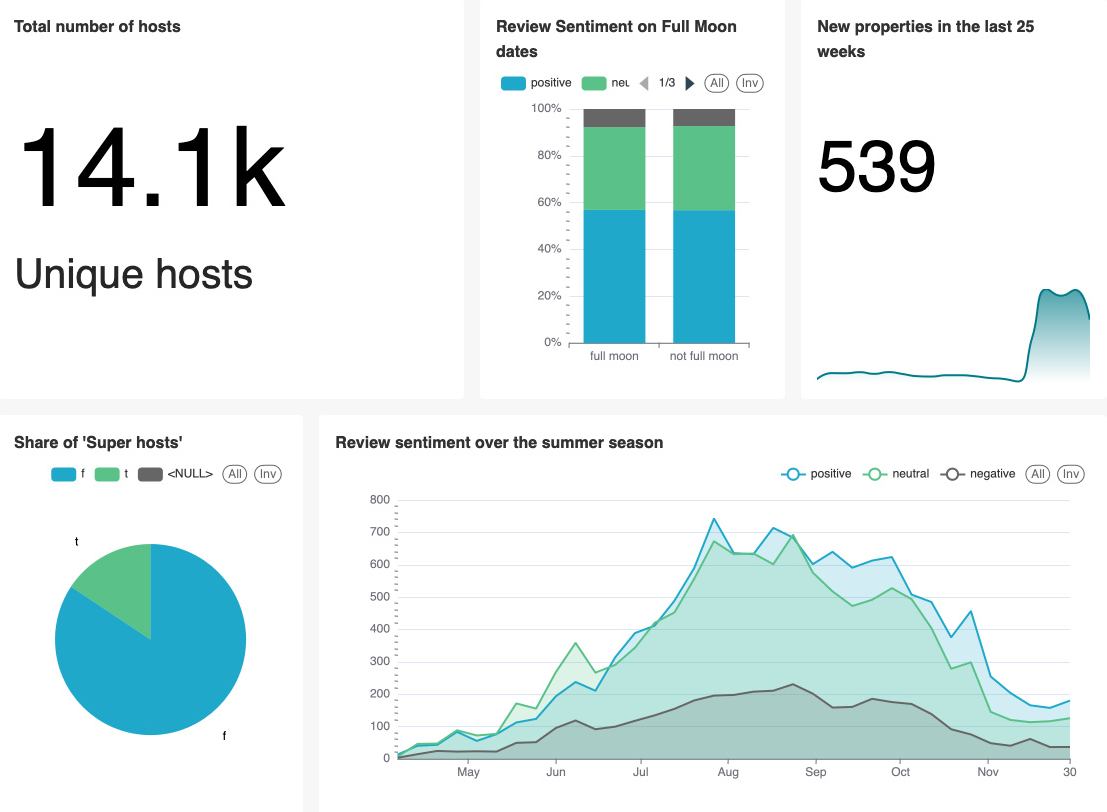 Total number of hosts
14.1k
Unique hosts
Review Sentiment on Full Moon
dates
positive neu 1/3 All Inv
100%
80%
60%
40%
20%
0%
full moon not full moon
New properties in the last 25
weeks
539
Share of 'Super hosts'
f t <NULL> All Inv
t
f
Review sentiment over the summer season
positive neutral negative All Inv
800
700
600
500
400
300
200
100
0
May Jun Jul Aug Sep Oct Nov 30